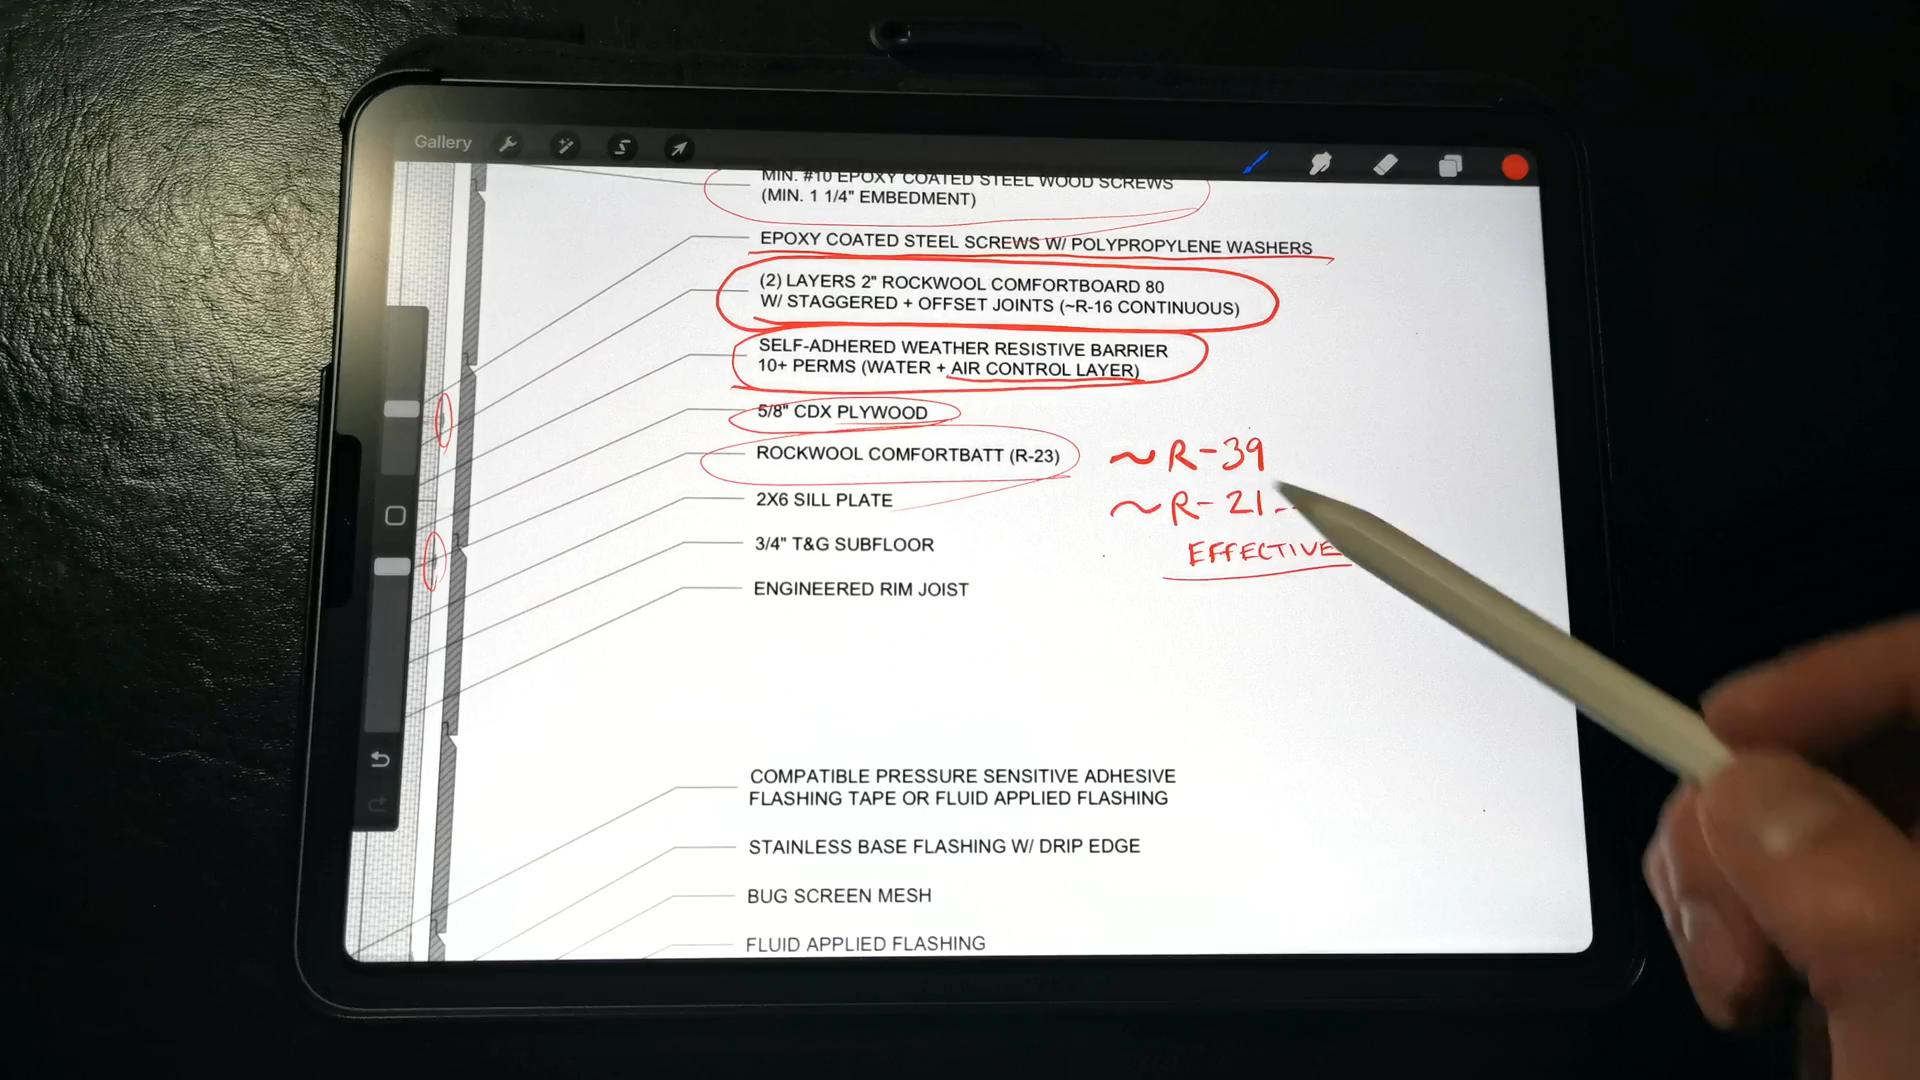 Gallery
MIN. #10 EPOXY COATED STEEL WOOD SCREWS
(MIN. 1 1/4" EMBEDMENT)
EPOXY COATED STEEL SCREWS W/ POLYPROPYLENE WASHERS
(2) LAYERS 2" ROCKWOOL COMFORTBOARD 80
W/ STAGGERED + OFFSET JOINTS (~R-16 CONTINUOUS)
SELF-ADHERED WEATHER RESISTIVE BARRIER
10+ PERMS (WATER + AIR CONTROL LAYER)
5/8" CDX PLYWOOD
ROCKWOOL COMFORTBATT (R-23)
~R-39
2X6 SILL PLATE
~R-21
3/4" T&G SUBFLOOR
EFFECTIVE
ENGINEERED RIM JOIST
COMPATIBLE PRESSURE SENSITIVE ADHESIVE
FLASHING TAPE OR FLUID APPLIED FLASHING
STAINLESS BASE FLASHING W/ DRIP EDGE
BUG SCREEN MESH
FLUID APPLIED FLASHING